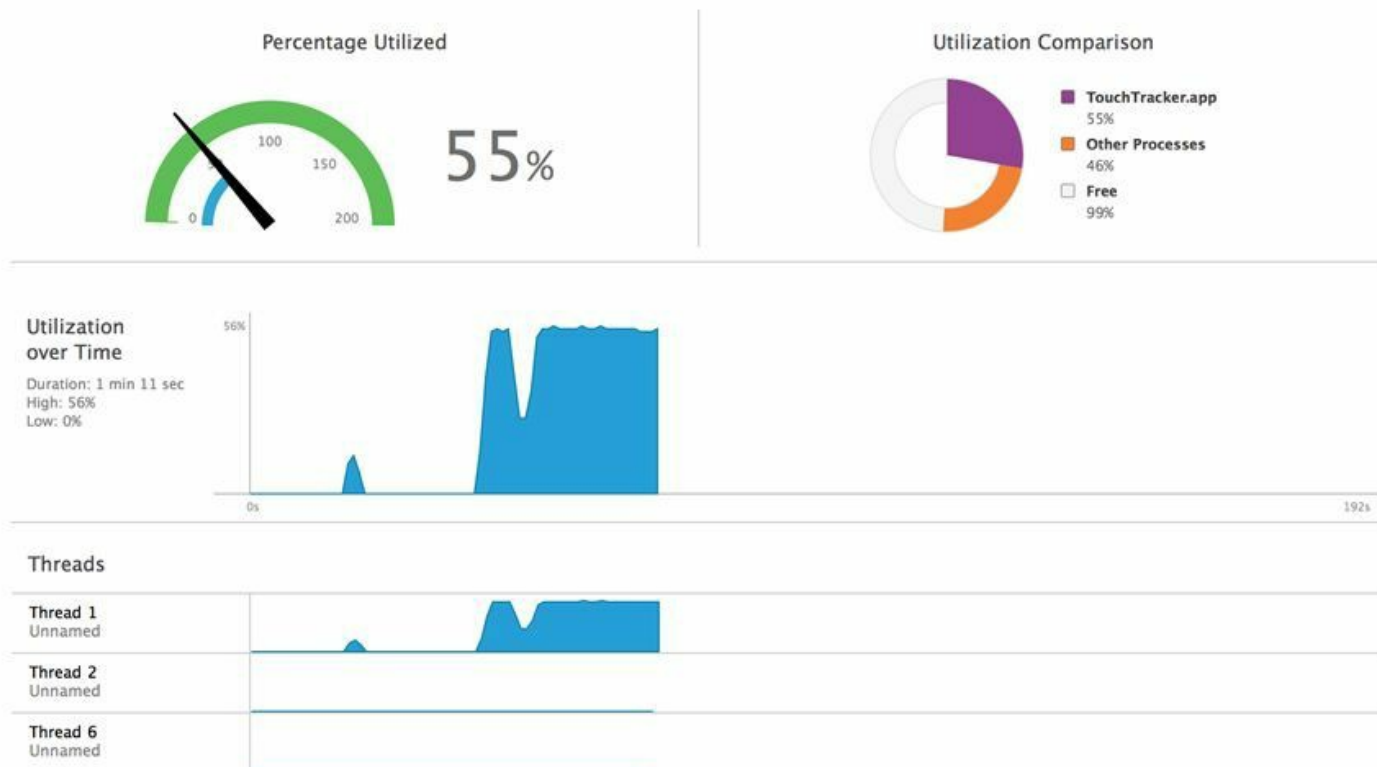 Percentage Utilized
0
100
150
200
55%
Utilization Comparison
TouchTracker.app
55%
Other Processes
46%
Free
99%
Utilization
over Time
Duration: 1 min 11 sec
High: 56%
Low: 0%
56%
0s
192s
Threads
Thread 1
Unnamed
Thread 2
Unnamed
Thread 6
Unnamed